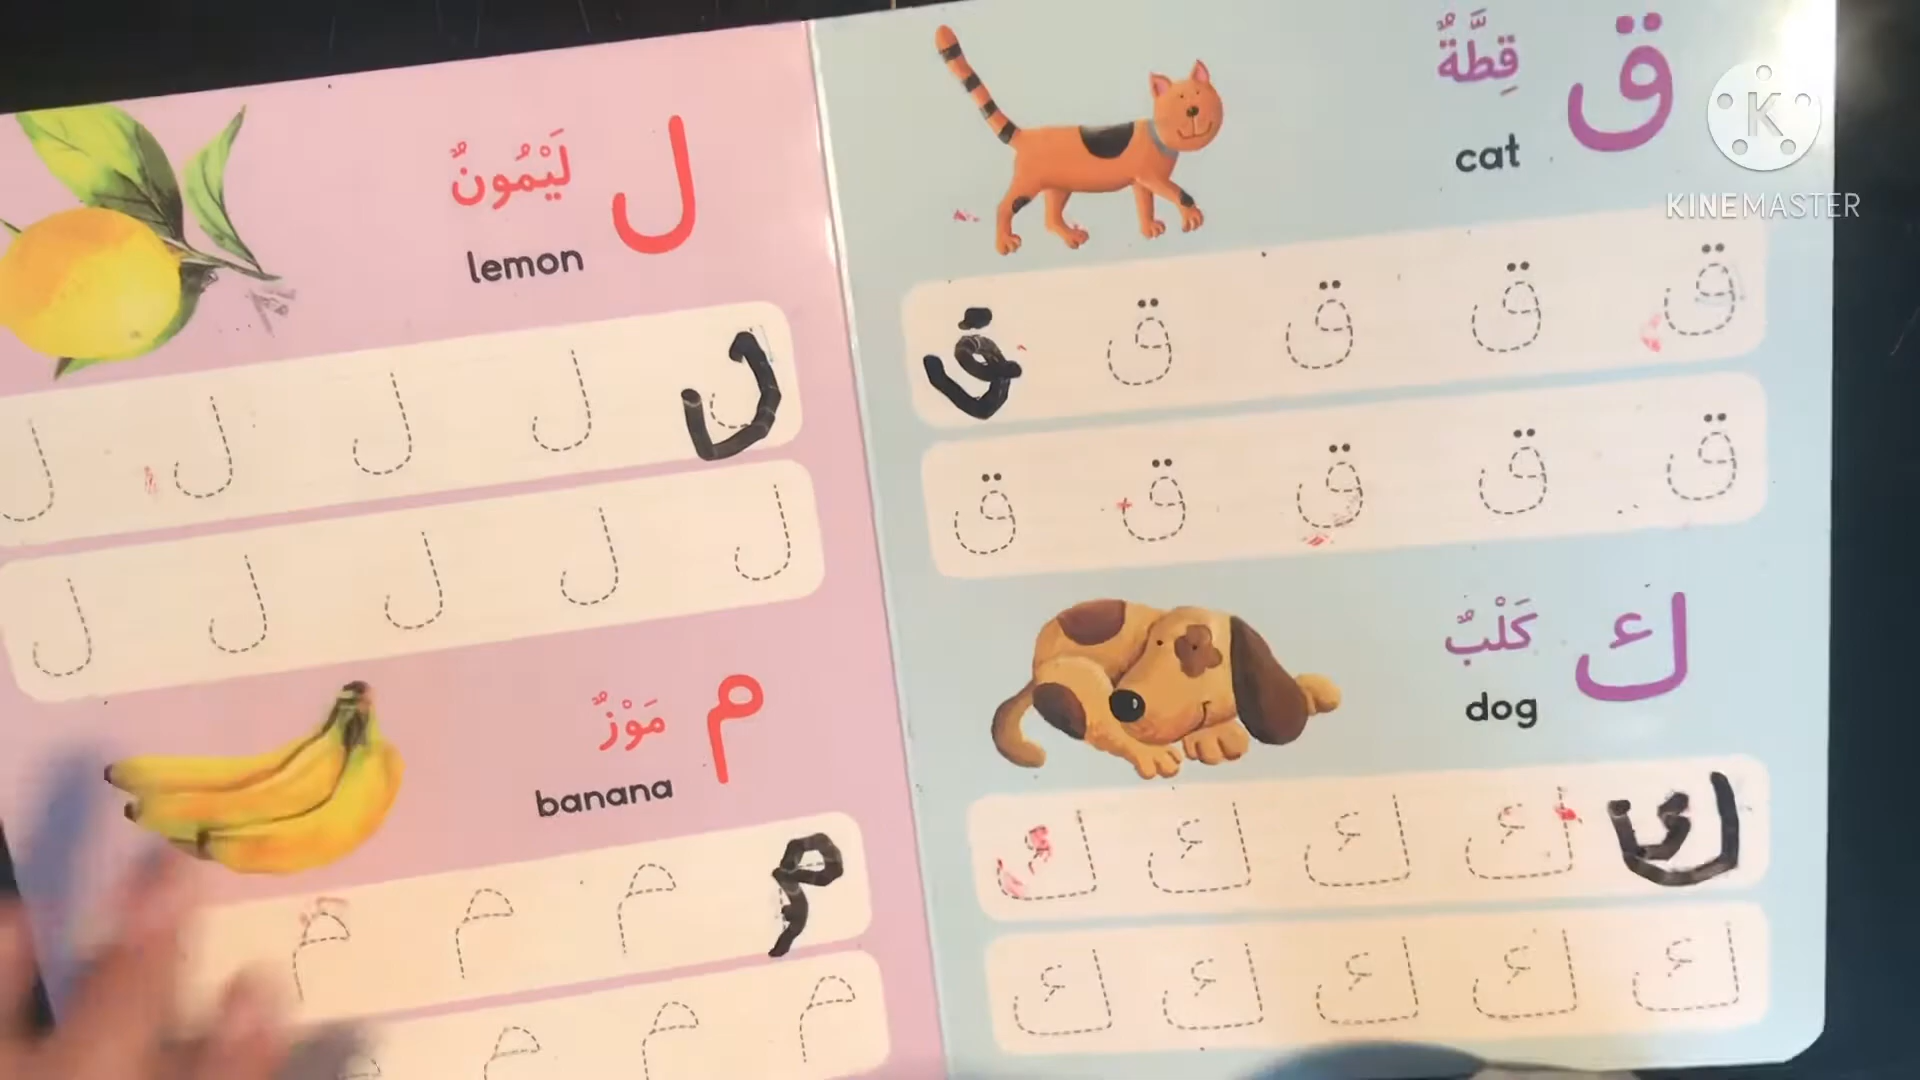 ق
قِطَّةٌ
cat
ق
ق ق ق ق ق
ق ق ق ق ق
ك
كَلْبٌ
dog
ك ك ك ك ك
ك ك ك ك ك
ل
لَيْمُونٌ
lemon
ل ل ل ل ل
ل ل ل ل ل
م
مَوْزٌ
banana
م م م م
م م م م
K
KINEMASTER